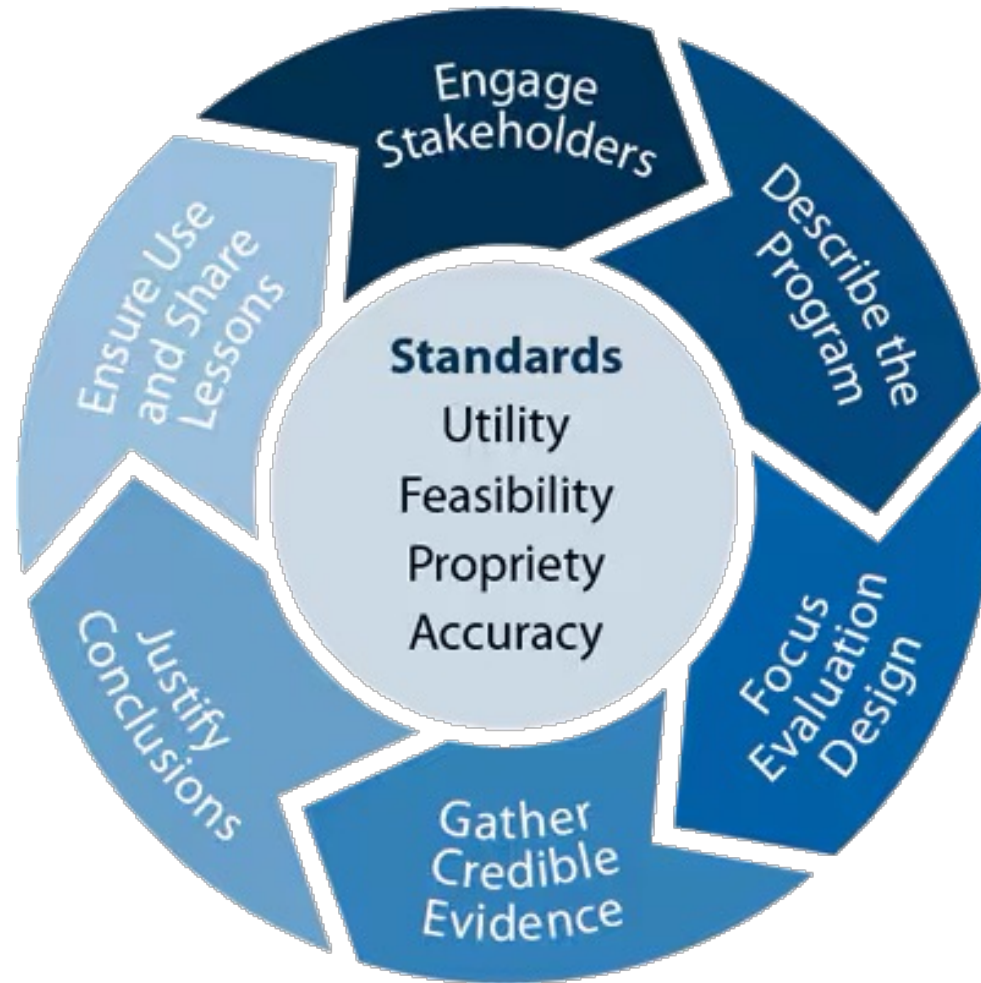 Engage
Stakeholders
Describe the
Program
Focus
Evaluation
Design
Gather
Credible
Evidence
Justify
Conclusions
Ensure Use
and Share
Lessons
Standards
Utility
Feasibility
Propriety
Accuracy